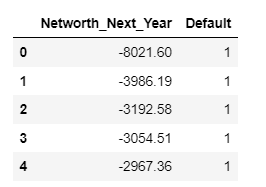 Networth_Next_Year Default
0 -8021.60 1
1 -3986.19 1
2 -3192.58 1
3 -3054.51 1
4 -2967.36 1